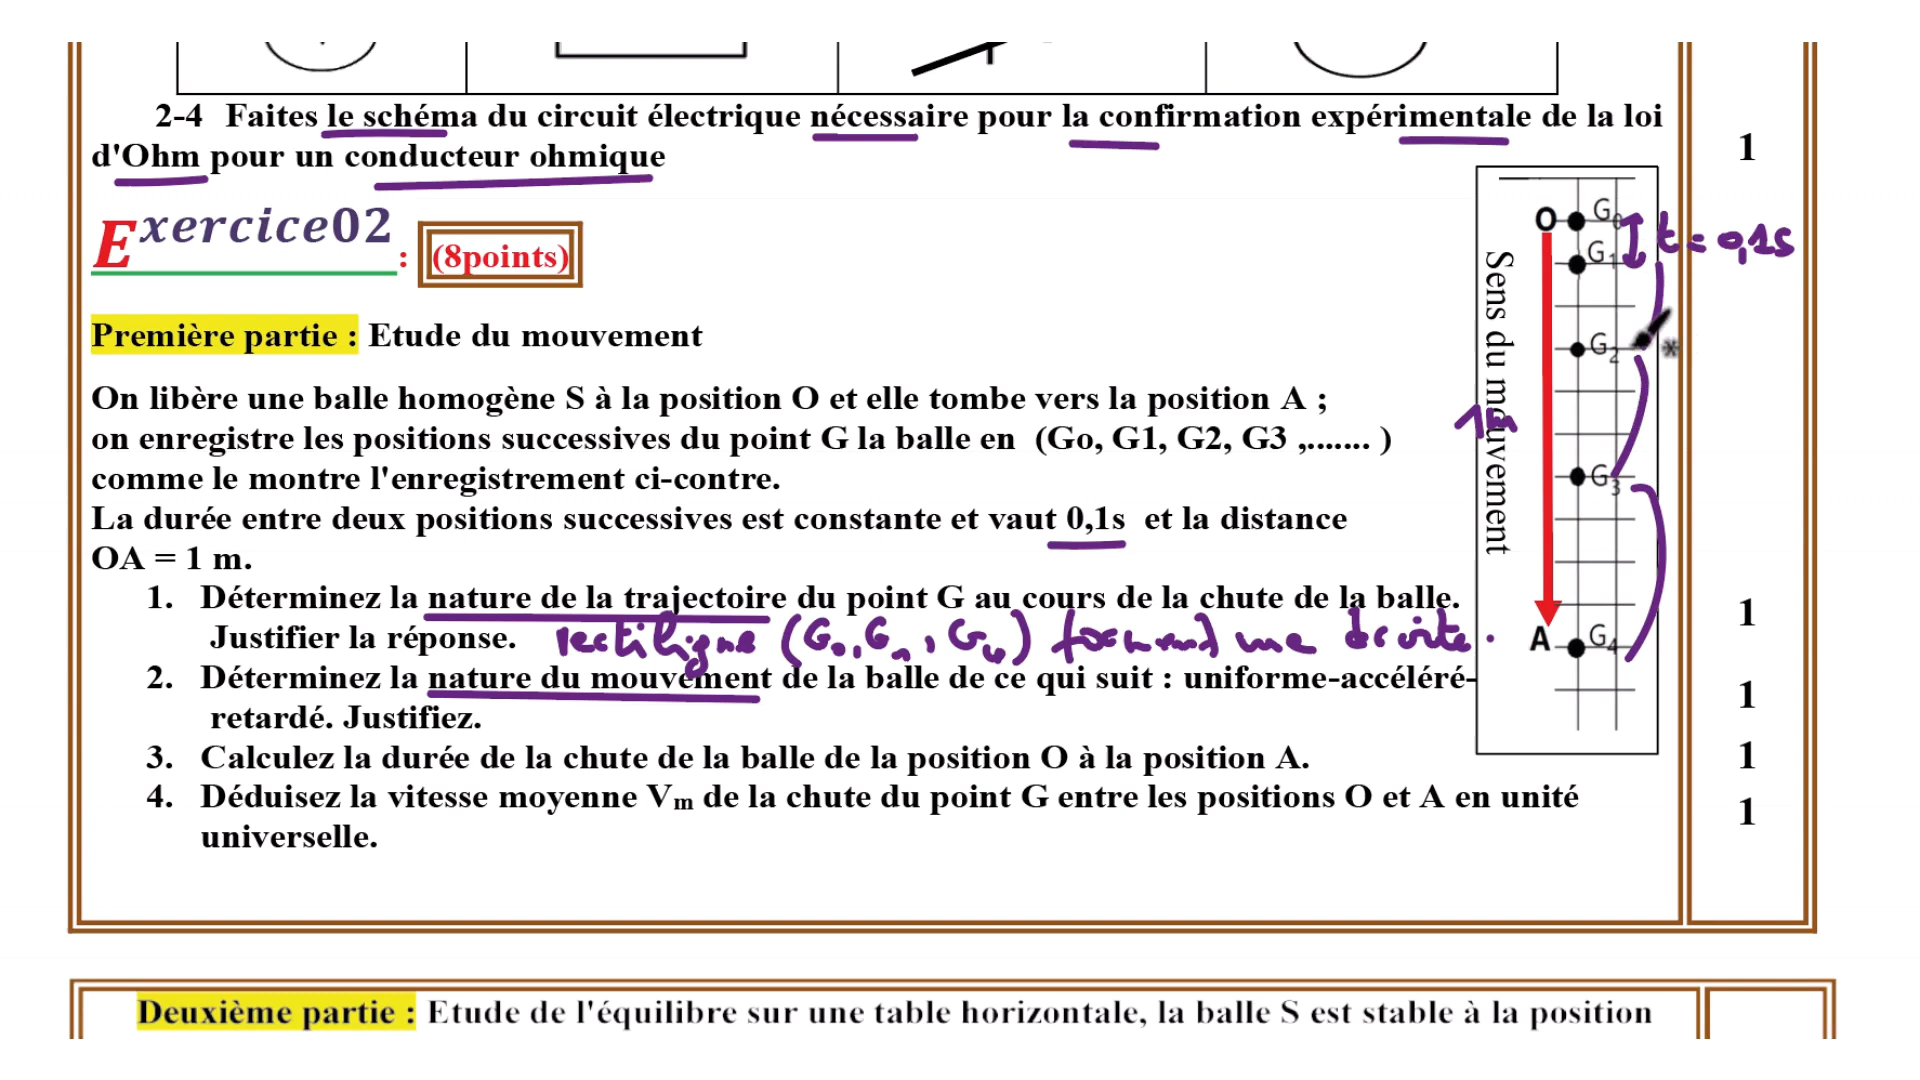 2-4 Faites le schéma du circuit électrique nécessaire pour la confirmation expérimentale de la loi
d'Ohm pour un conducteur ohmique
1
Exercice02 : (8points)
Première partie : Etude du mouvement
On libère une balle homogène S à la position O et elle tombe vers la position A ;
on enregistre les positions successives du point G la balle en (Go, G1, G2, G3 ,....... )
comme le montre l'enregistrement ci-contre.
La durée entre deux positions successives est constante et vaut 0,1s et la distance
OA = 1 m.
1. Déterminez la nature de la trajectoire du point G au cours de la chute de la balle.
Justifier la réponse. rectiligne (G0,G1,G4) forment une droite.
1
2. Déterminez la nature du mouvement de la balle de ce qui suit : uniforme-accéléré-
retardé. Justifiez.
1
3. Calculez la durée de la chute de la balle de la position O à la position A.
1
4. Déduisez la vitesse moyenne Vm de la chute du point G entre les positions O et A en unité
universelle.
1
Sens du mouvement
O G0
G1
t = 0,1s
G2
*
1m
G3
A G4
Deuxième partie : Etude de l'équilibre sur une table horizontale, la balle S est stable à la position